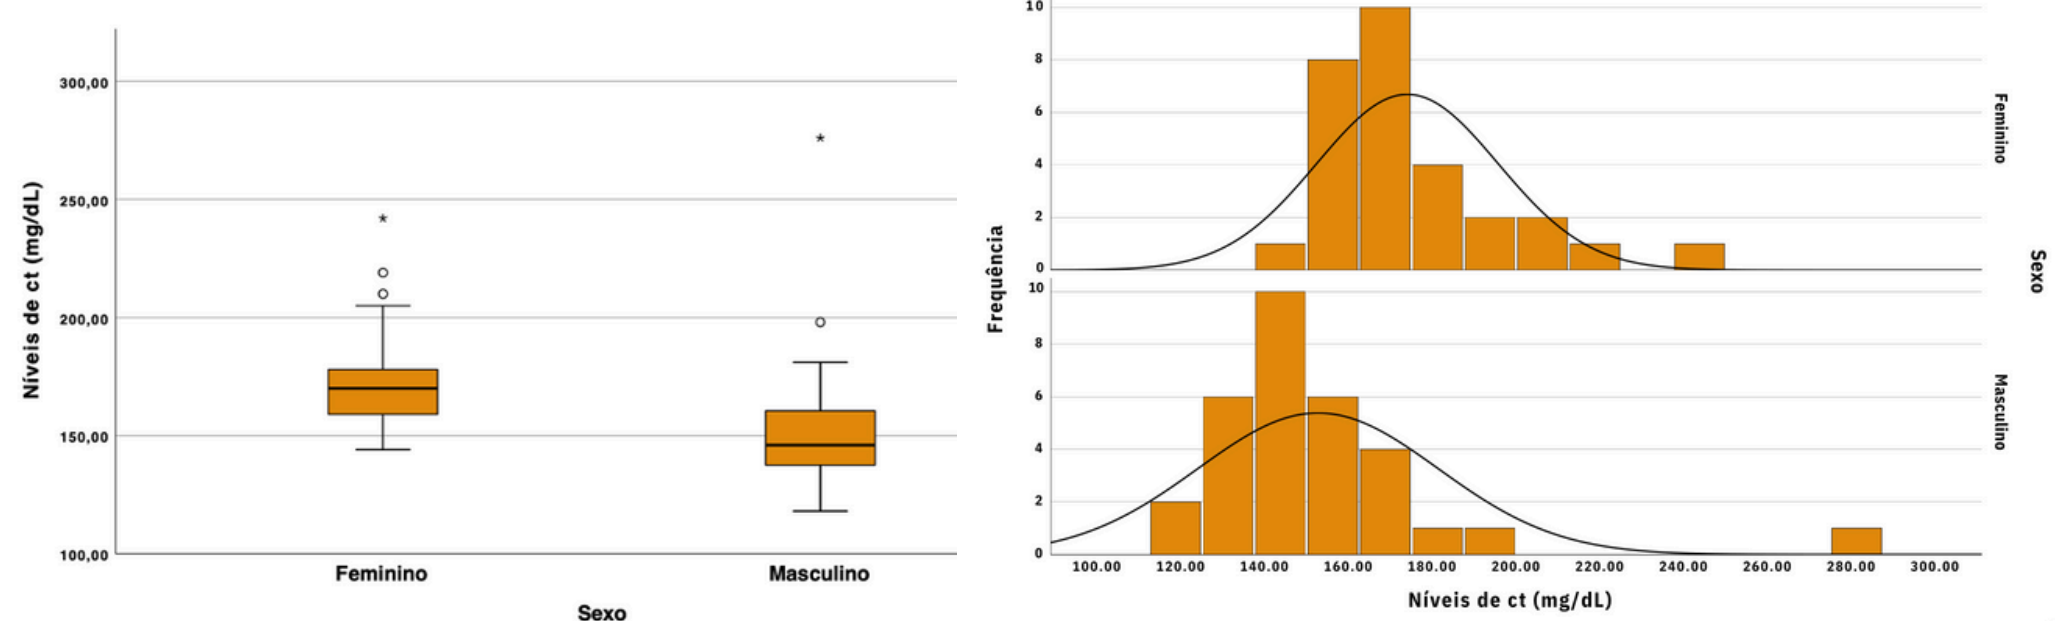 Níveis de ct (mg/dL)
300,00
250,00
200,00
150,00
100,00
Feminino
Masculino
Sexo
Frequência
10
8
6
4
2
0
Feminino
10
8
6
4
2
0
Masculino
Sexo
100.00 120.00 140.00 160.00 180.00 200.00 220.00 240.00 260.00 280.00 300.00
Níveis de ct (mg/dL)